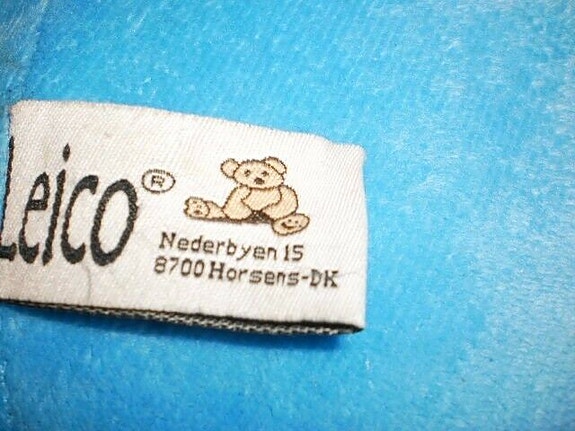 Leico®
Nederbyen 15
8700 Horsens-DK